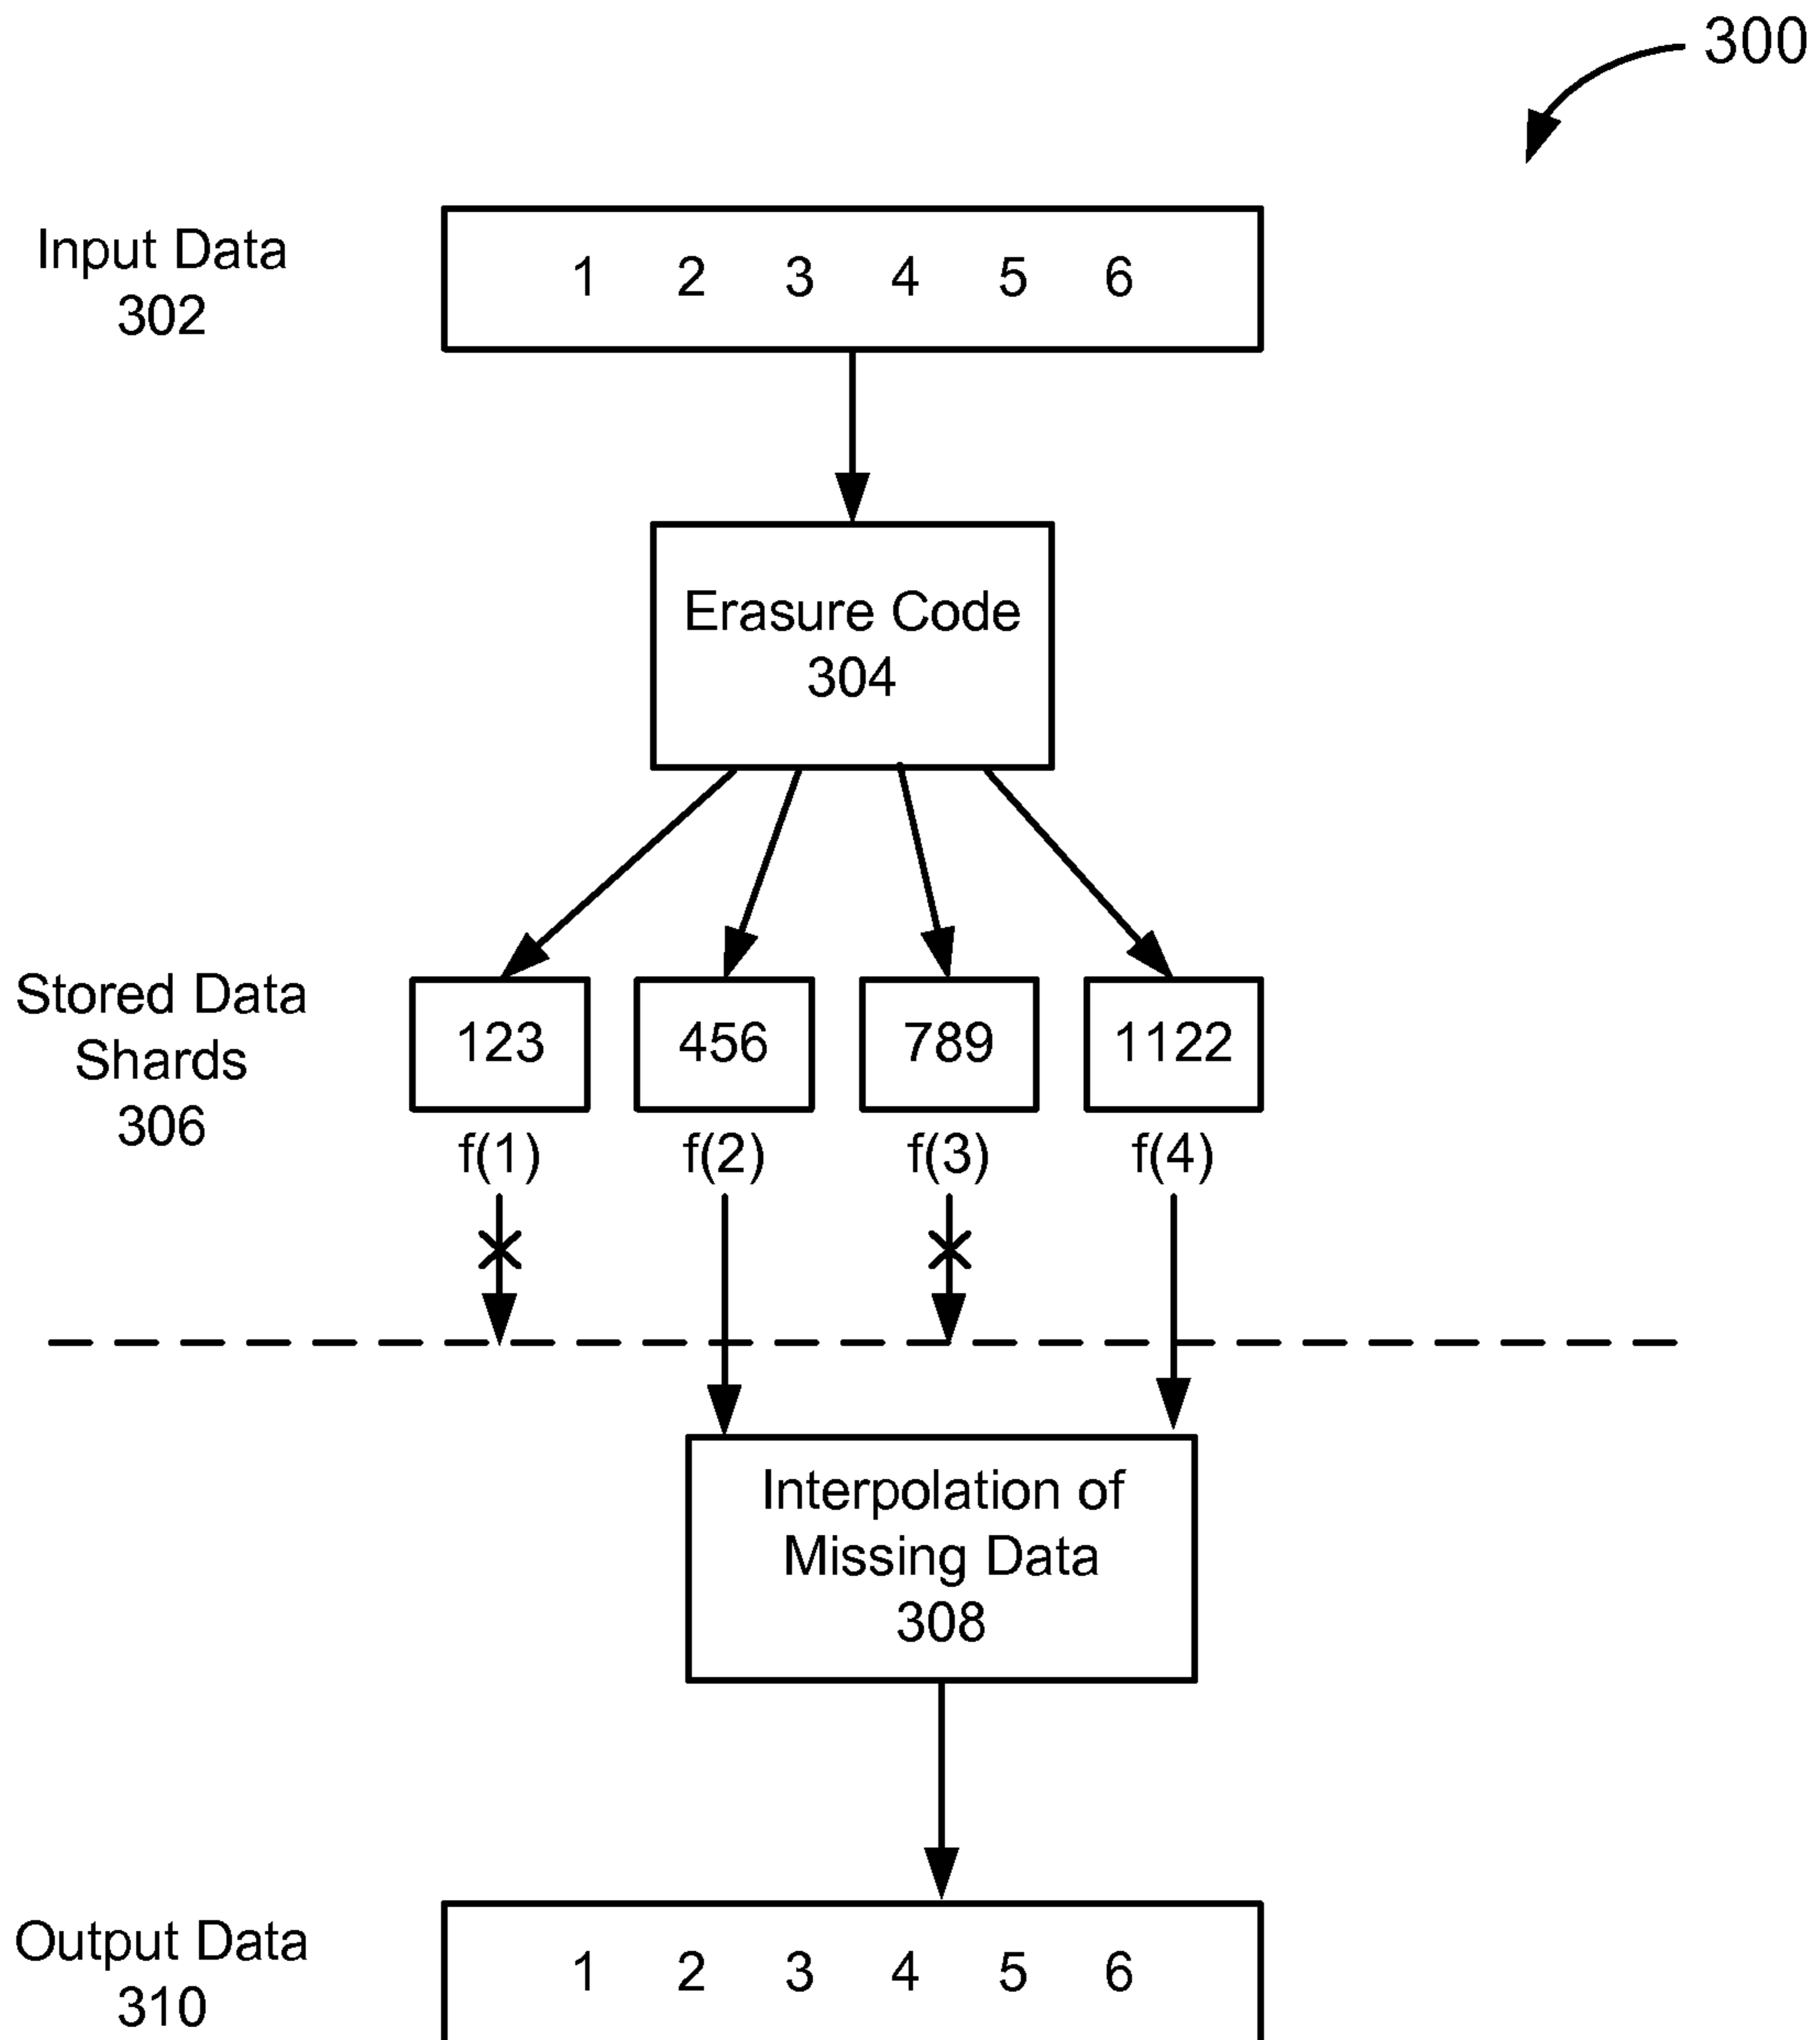 300
Input Data
302
1 2 3 4 5 6
Erasure Code
304
Stored Data
Shards
306
123 456 789 1122
f(1) f(2) f(3) f(4)
Interpolation of
Missing Data
308
Output Data
310
1 2 3 4 5 6